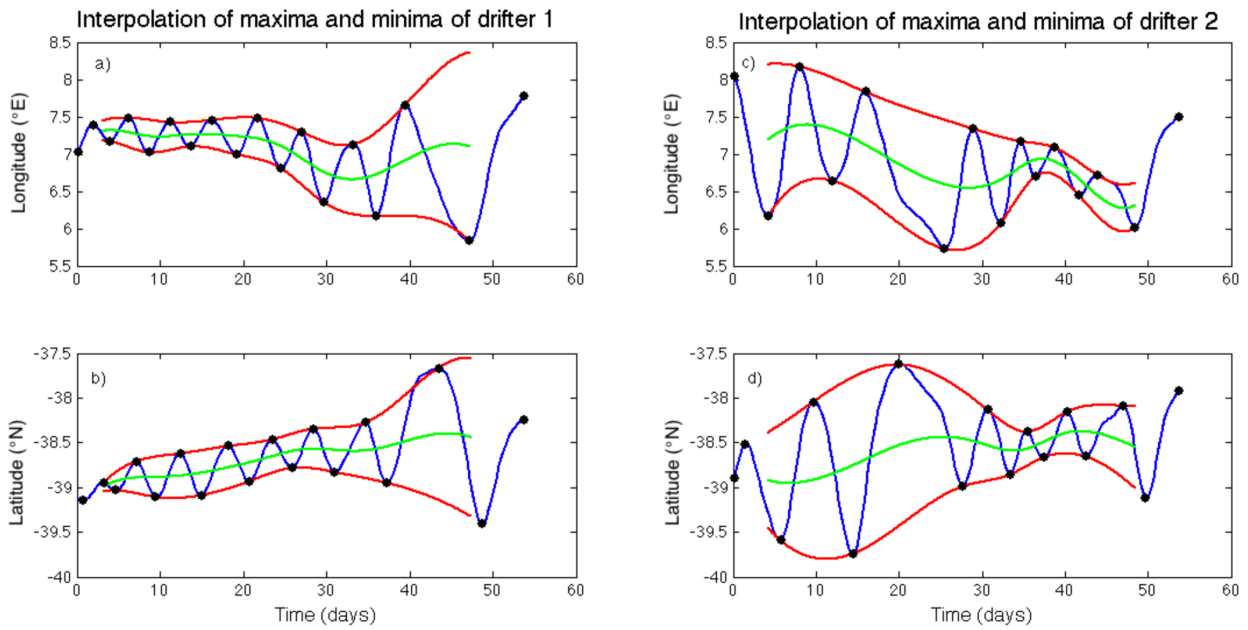 Interpolation of maxima and minima of drifter 1
8.5
8
7.5
7
6.5
6
5.5
Longitude (°E)
a)
0 10 20 30 40 50 60
Interpolation of maxima and minima of drifter 2
8.5
8
7.5
7
6.5
6
5.5
Longitude (°E)
c)
0 10 20 30 40 50 60
-37.5
-38
-38.5
-39
-39.5
-40
Latitude (°N)
b)
0 10 20 30 40 50 60
Time (days)
-37.5
-38
-38.5
-39
-39.5
-40
Latitude (°N)
d)
0 10 20 30 40 50 60
Time (days)